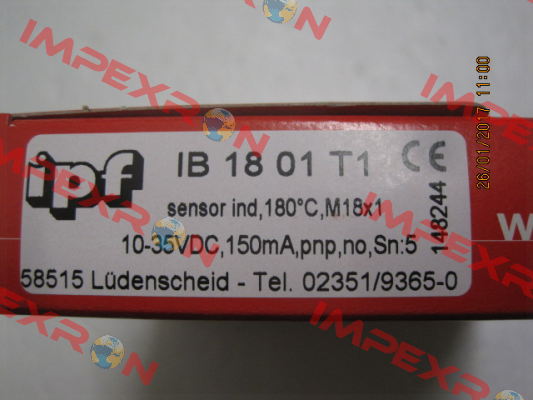 ipf
IB 18 01 T1 CE
sensor ind,180°C,M18x1
10-35VDC,150mA,pnp,no,Sn:5
58515 Lüdenscheid - Tel. 02351/9365-0
148244
w
26/01/2017 11:00
IMPEXRON
IMPEXRON
IMPEXRON
IMPEXRON
IMPEXRON